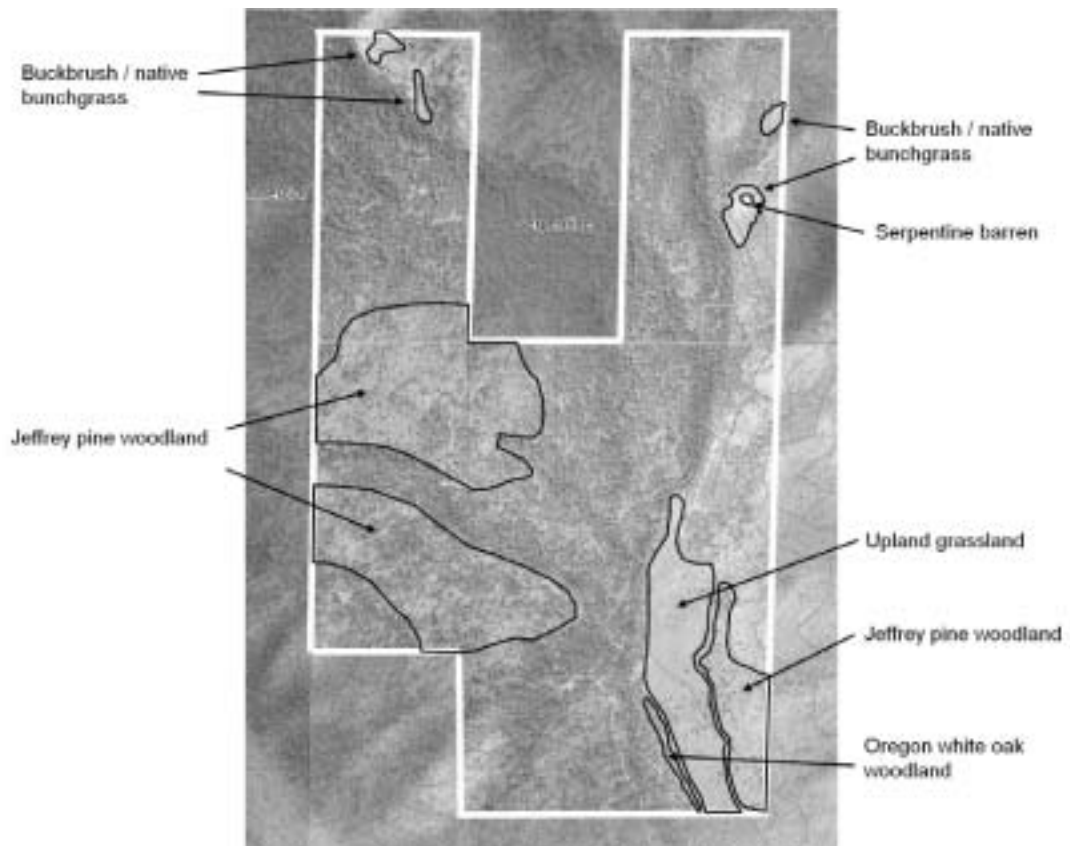 Buckbrush / native
bunchgrass
Buckbrush / native
bunchgrass
Serpentine barren
Jeffrey pine woodland
Upland grassland
Jeffrey pine woodland
Oregon white oak
woodland